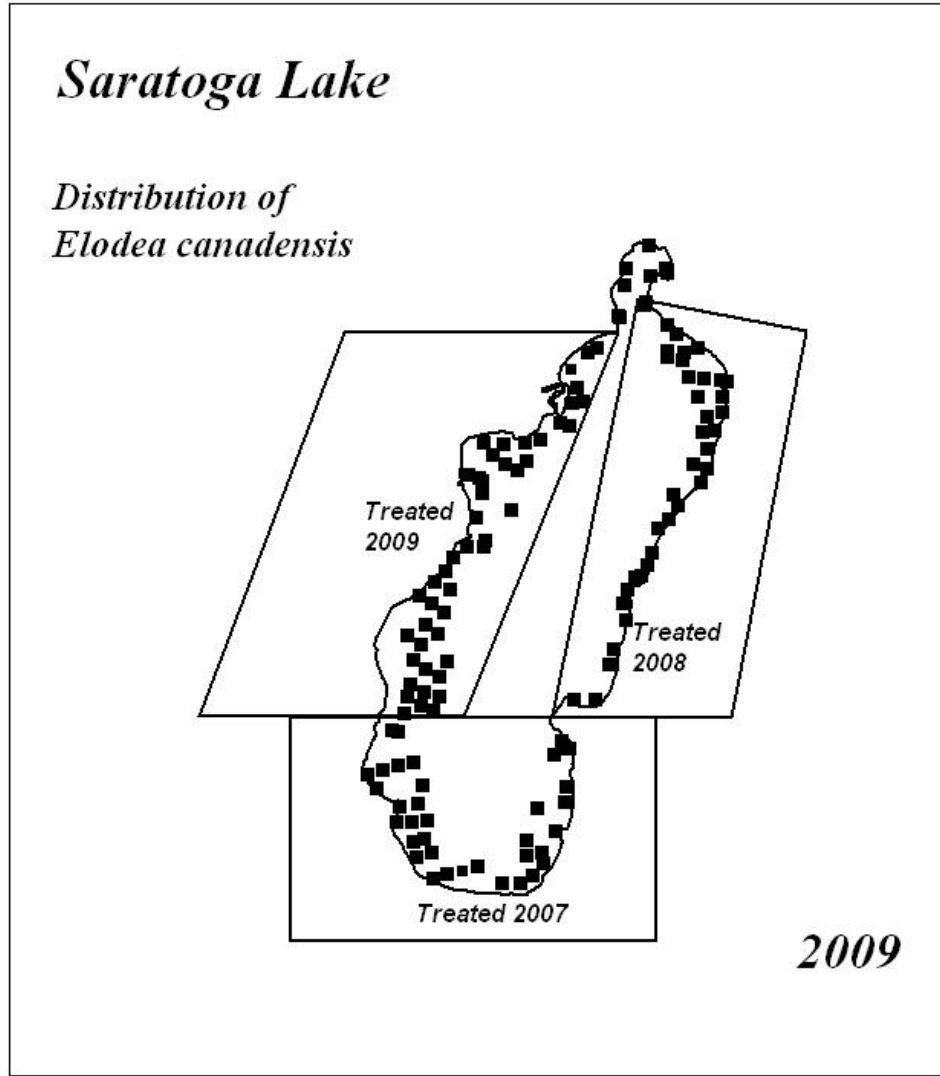 Saratoga Lake
Distribution of
Elodea canadensis
Treated
2009
Treated
2008
Treated 2007
2009